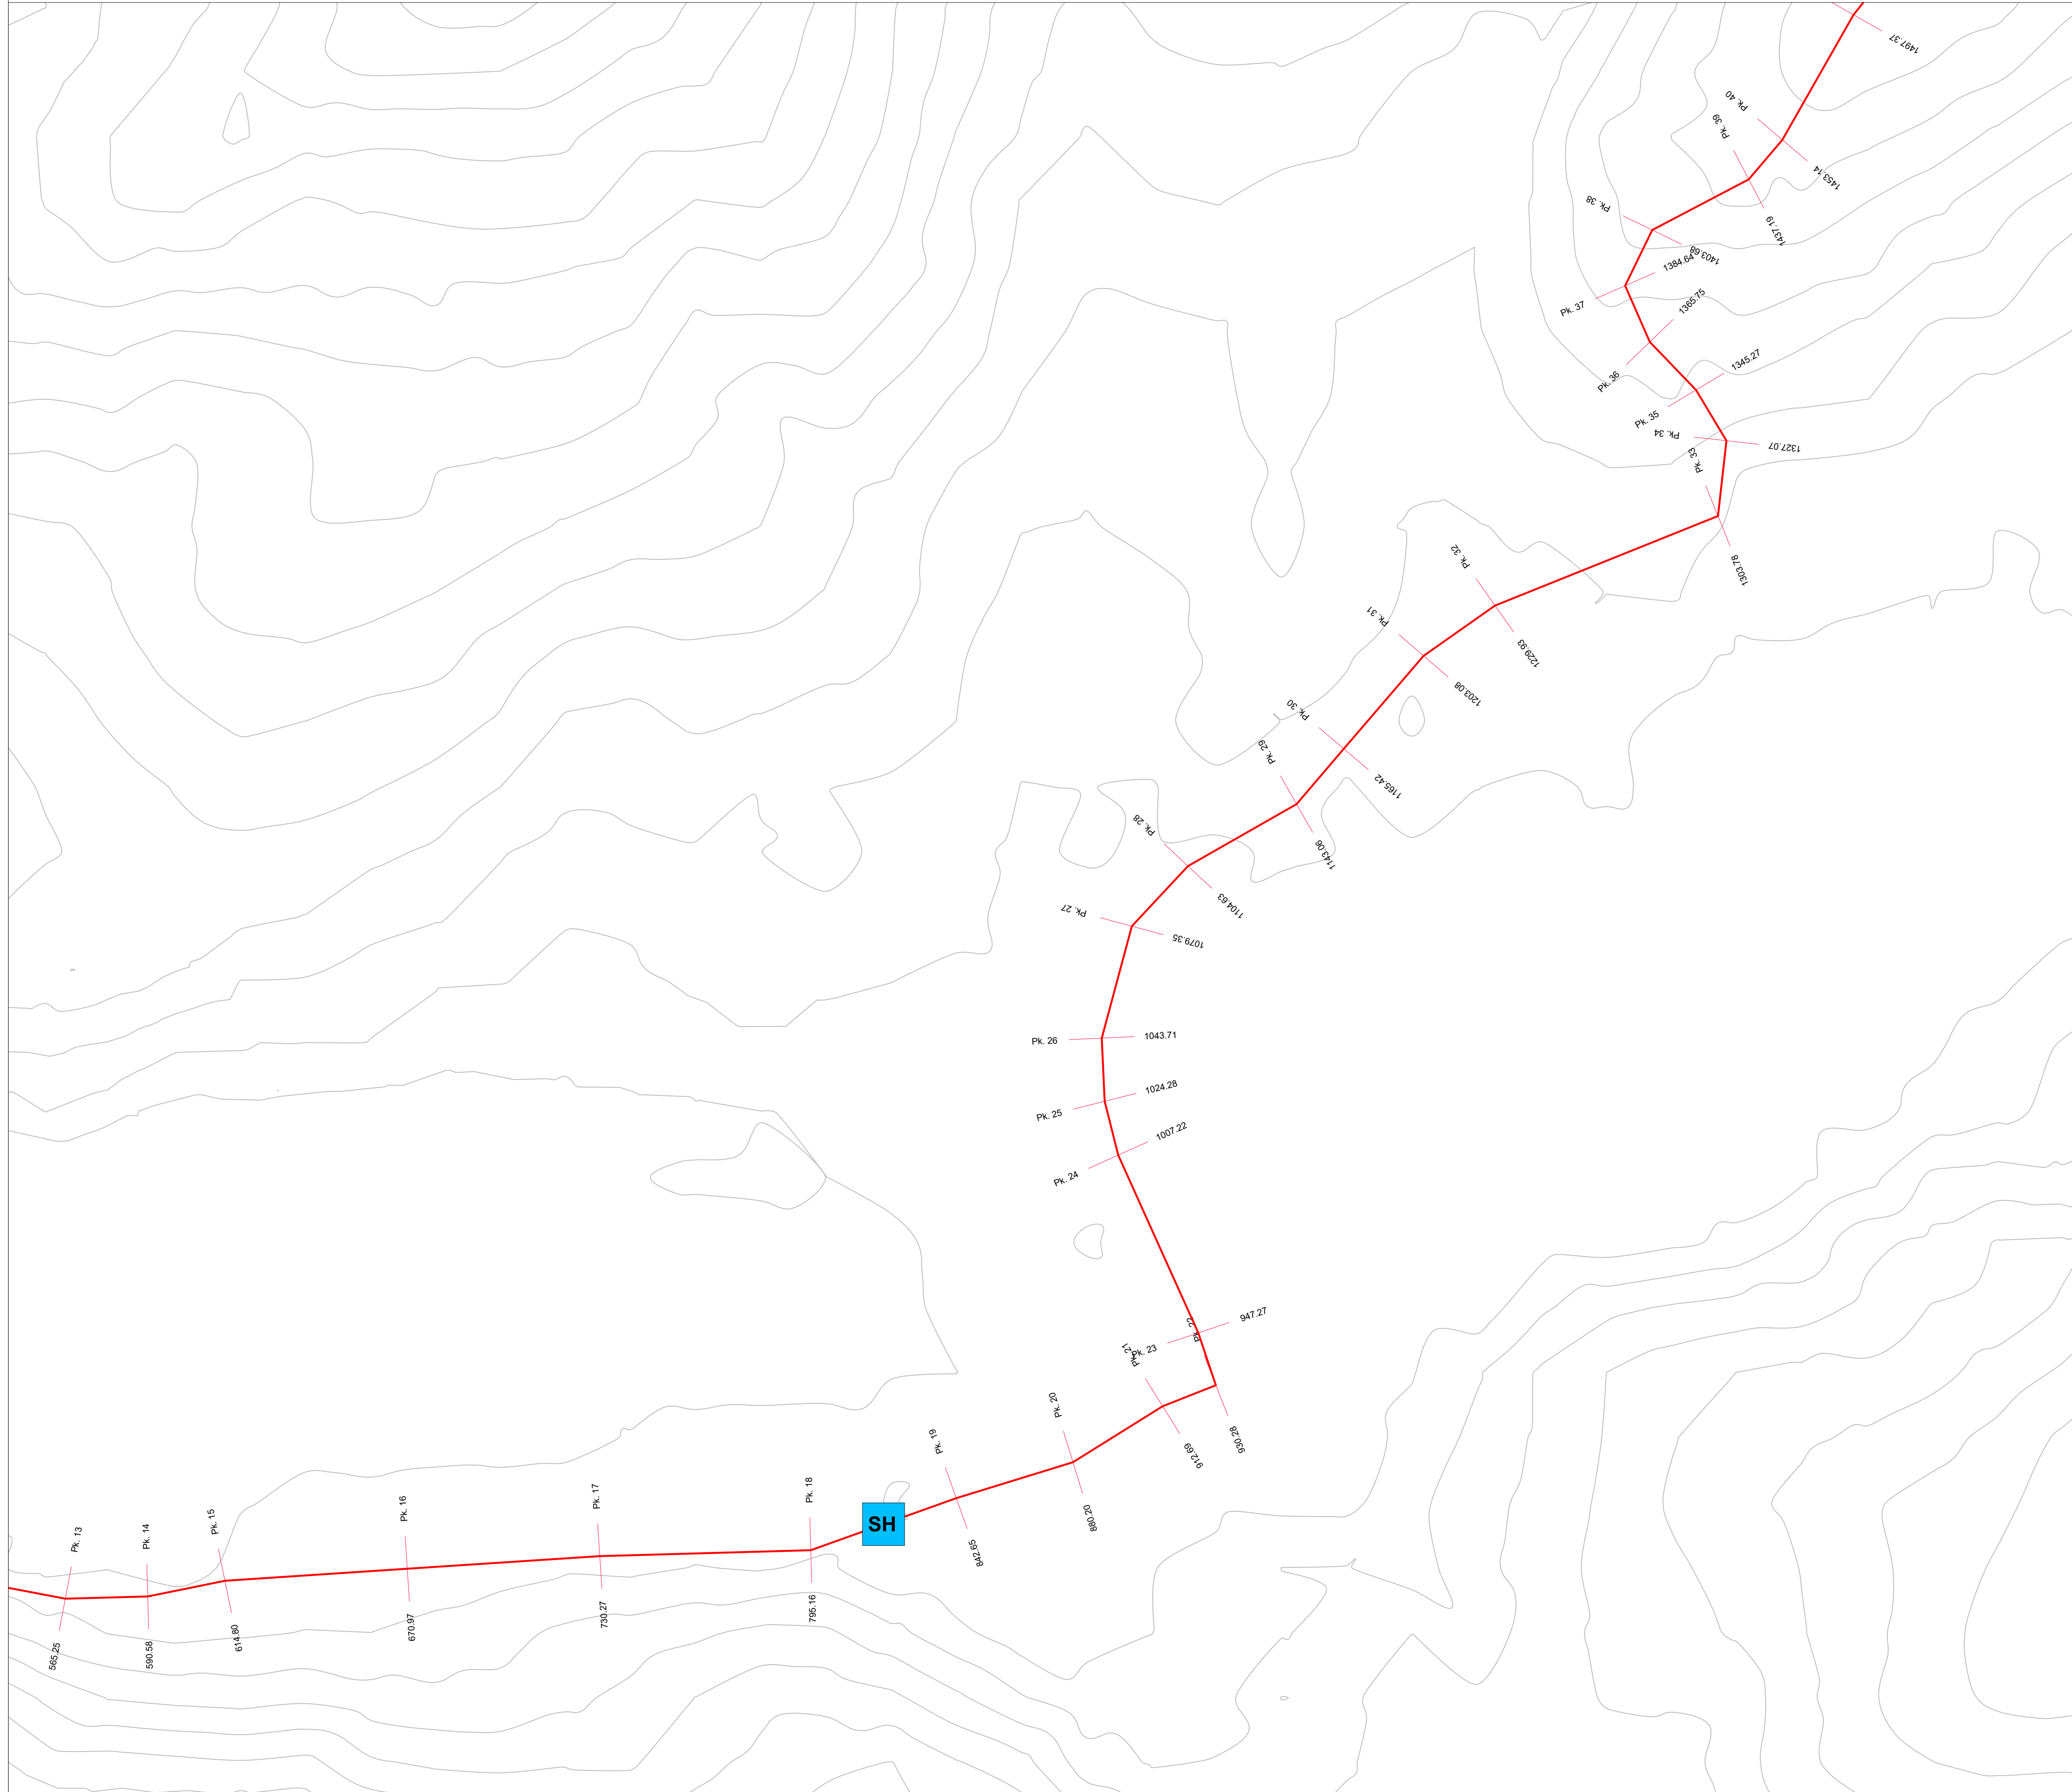 1497.37
Pk. 40
1453.14
Pk. 39
1437.19
Pk. 38
1403.68
Pk. 37
1384.64
Pk. 36
1365.75
Pk. 35
1345.27
Pk. 34
1327.07
Pk. 33
1303.78
Pk. 32
1229.93
Pk. 31
1203.08
Pk. 30
1165.42
Pk. 29
1143.06
Pk. 28
1104.63
Pk. 27
1079.35
Pk. 26
1043.71
Pk. 25
1024.28
Pk. 24
1007.22
Pk. 23
947.27
Pk. 22
930.28
Pk. 21
912.69
Pk. 20
880.20
Pk. 19
842.65
SH
Pk. 18
795.16
Pk. 17
730.27
Pk. 16
670.97
Pk. 15
614.80
Pk. 14
590.58
Pk. 13
565.25